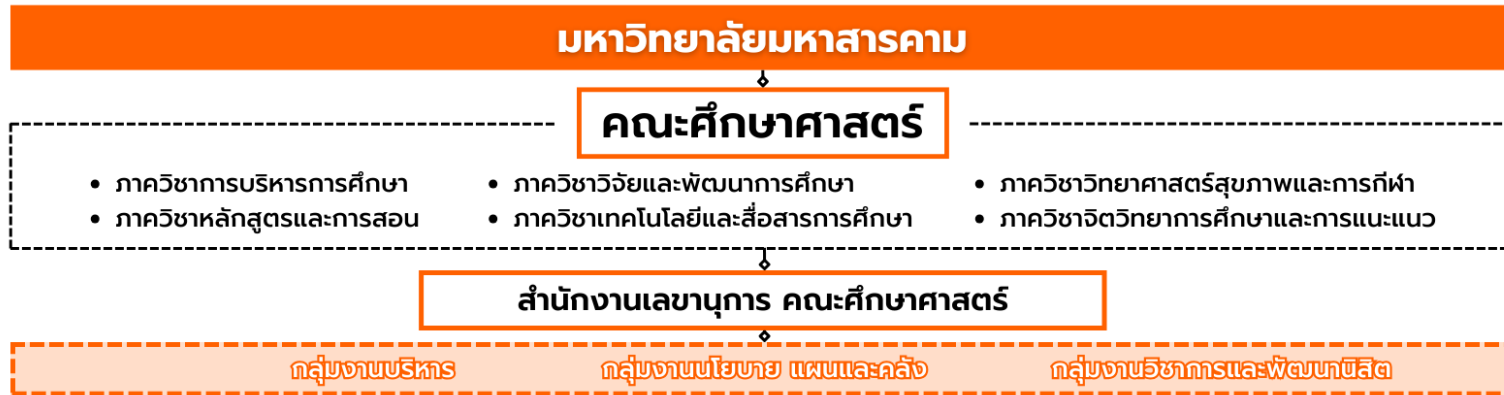 มหาวิทยาลัยมหาสารคาม
คณะศึกษาศาสตร์
• ภาควิชาการบริหารการศึกษา
• ภาควิชาหลักสูตรและการสอน
• ภาควิชาวิจัยและพัฒนาการศึกษา
• ภาควิชาเทคโนโลยีและสื่อสารการศึกษา
• ภาควิชาวิทยาศาสตร์สุขภาพและการกีฬา
• ภาควิชาจิตวิทยาการศึกษาและการแนะแนว
สำนักงานเลขานุการ คณะศึกษาศาสตร์
กลุ่มงานบริหาร
กลุ่มงานนโยบาย แผนและคลัง
กลุ่มงานวิชาการและพัฒนานิสิต